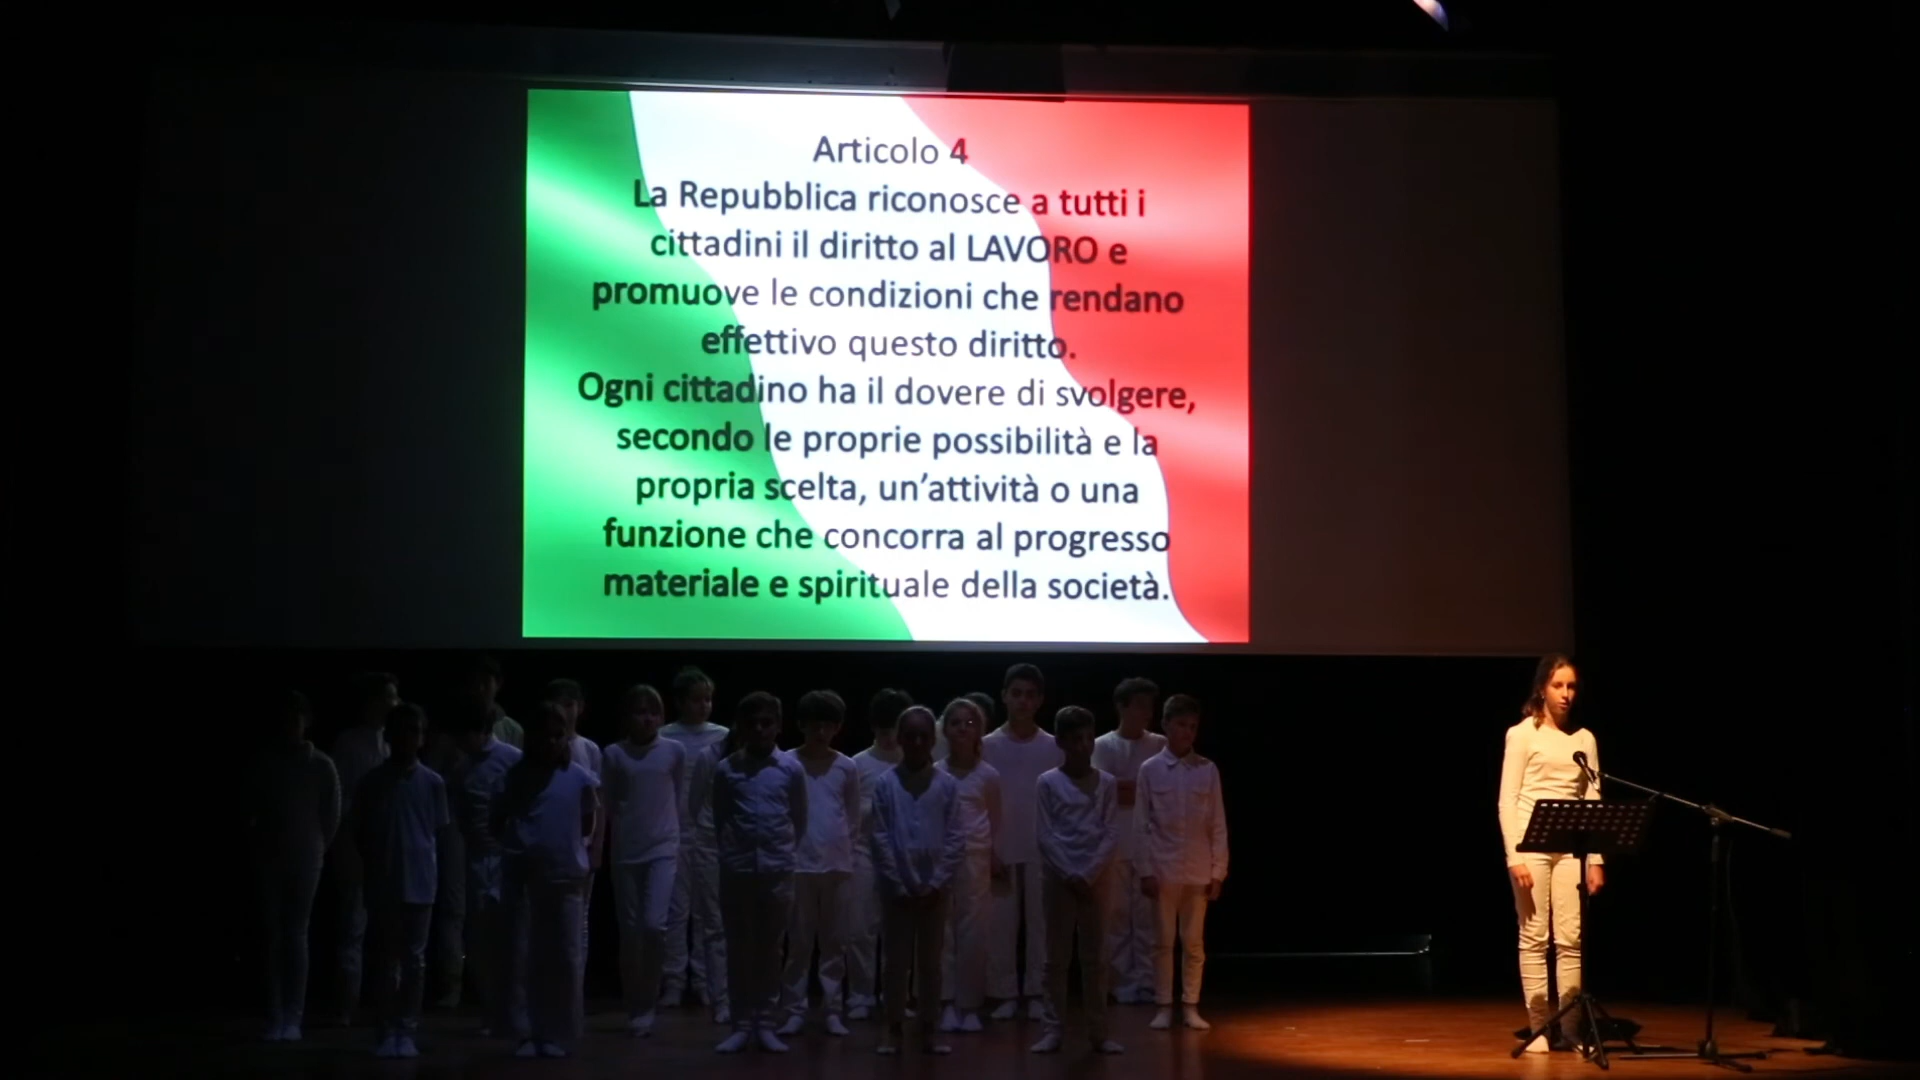 Articolo 4
La Repubblica riconosce a tutti i
cittadini il diritto al LAVORO e
promuove le condizioni che rendano
effettivo questo diritto.
Ogni cittadino ha il dovere di svolgere,
secondo le proprie possibilità e la
propria scelta, un’attività o una
funzione che concorra al progresso
materiale e spirituale della società.